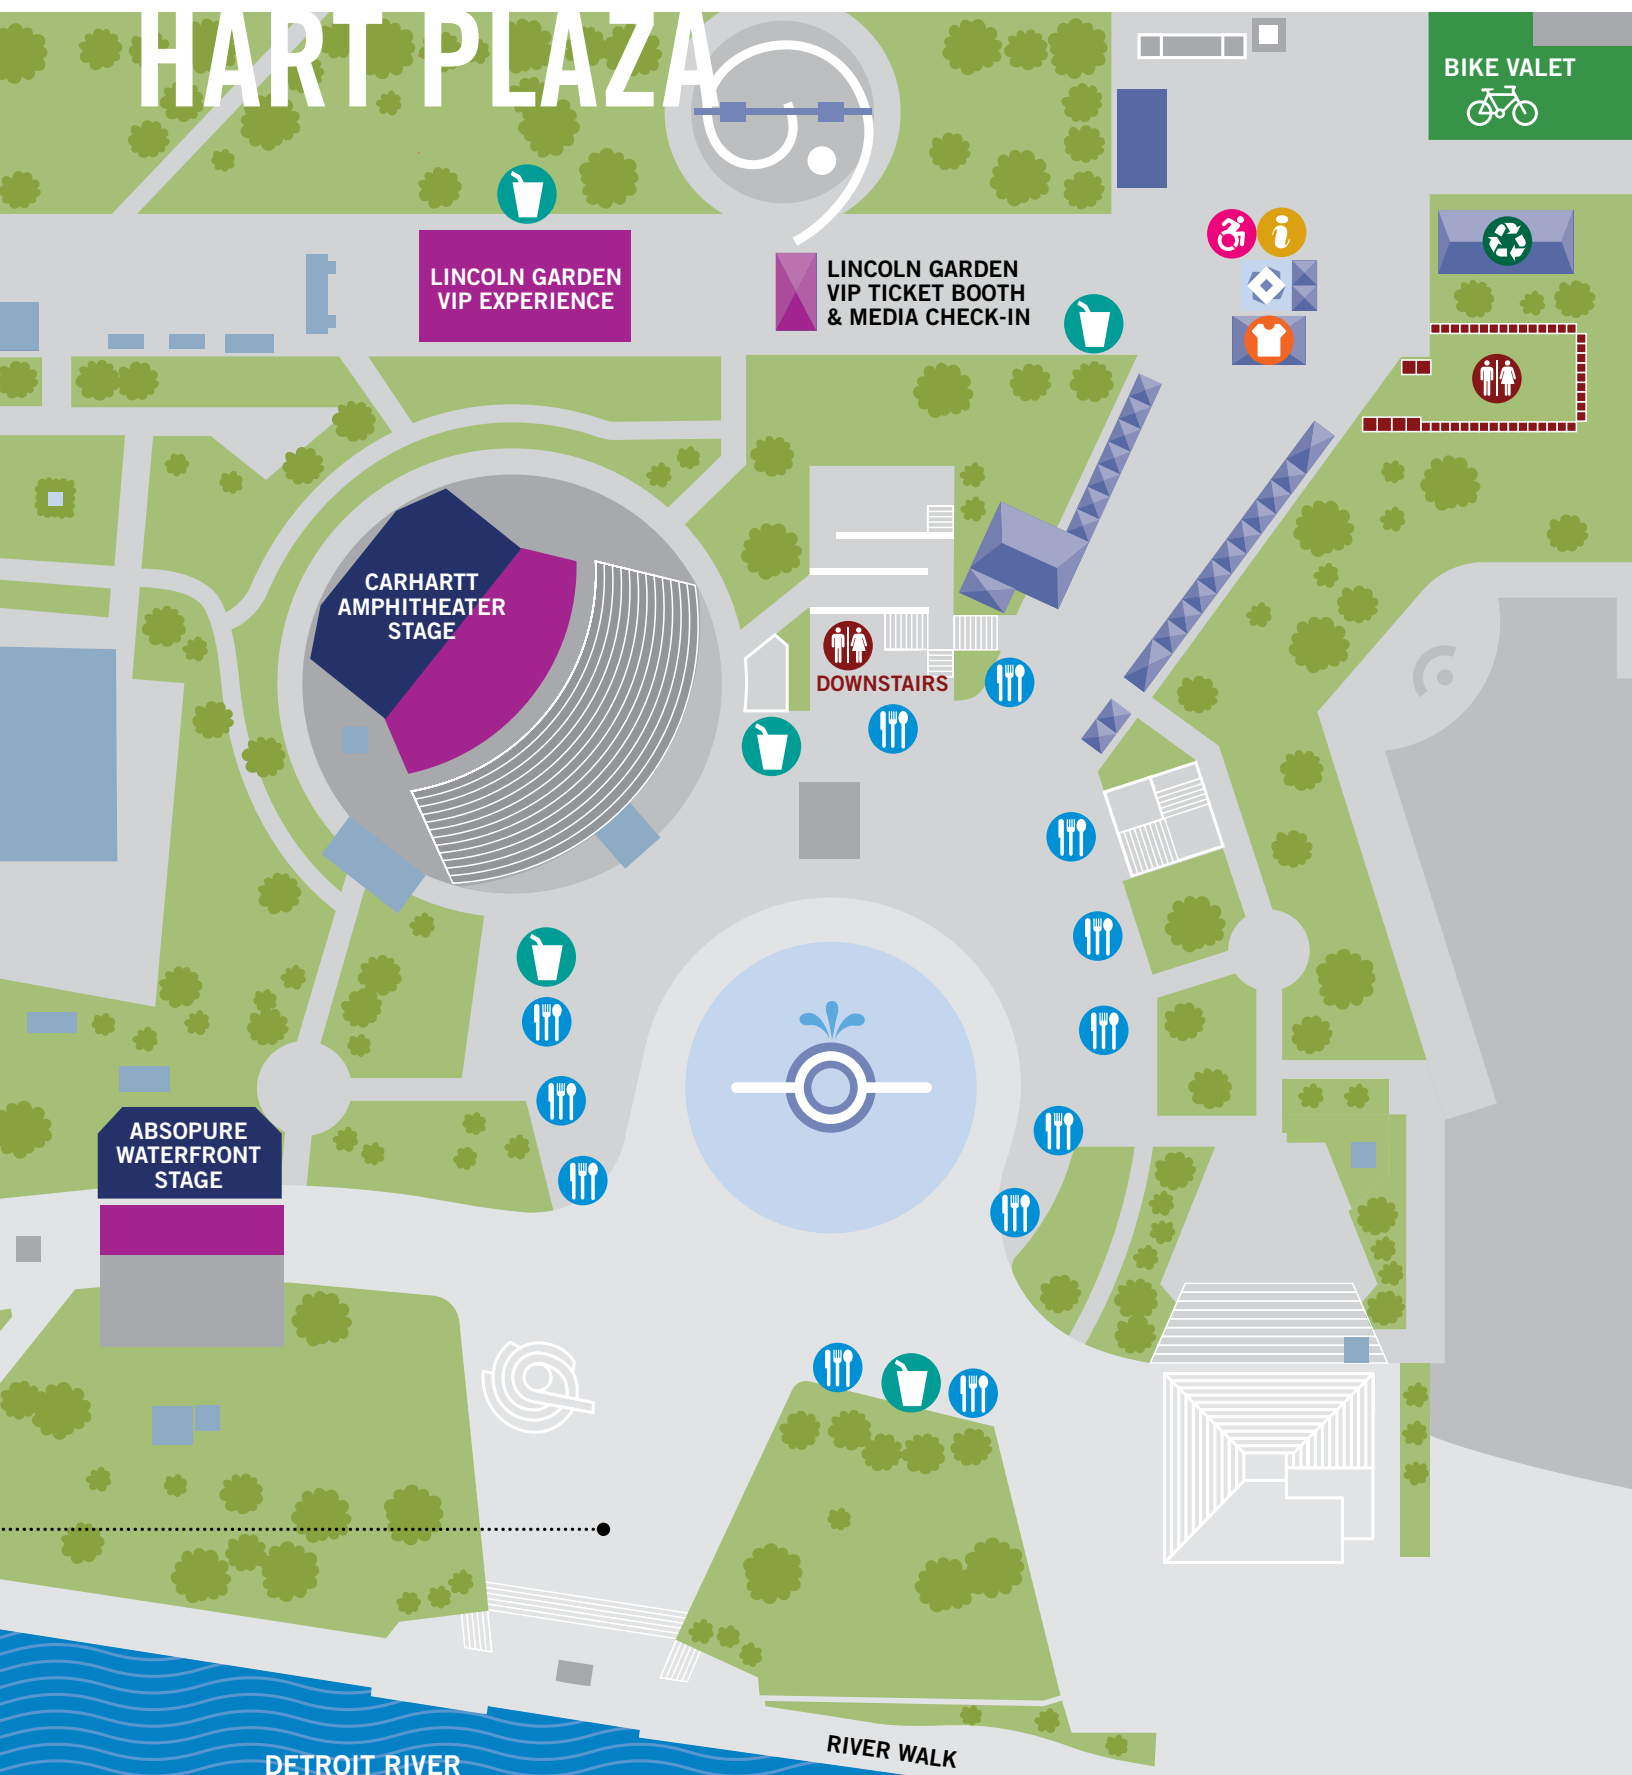 HART PLAZA
BIKE VALET
LINCOLN GARDEN
VIP EXPERIENCE
LINCOLN GARDEN
VIP TICKET BOOTH
& MEDIA CHECK-IN
CARHARTT
AMPHITHEATER
STAGE
DOWNSTAIRS
ABSOPURE
WATERFRONT
STAGE
RIVER WALK
DETROIT RIVER